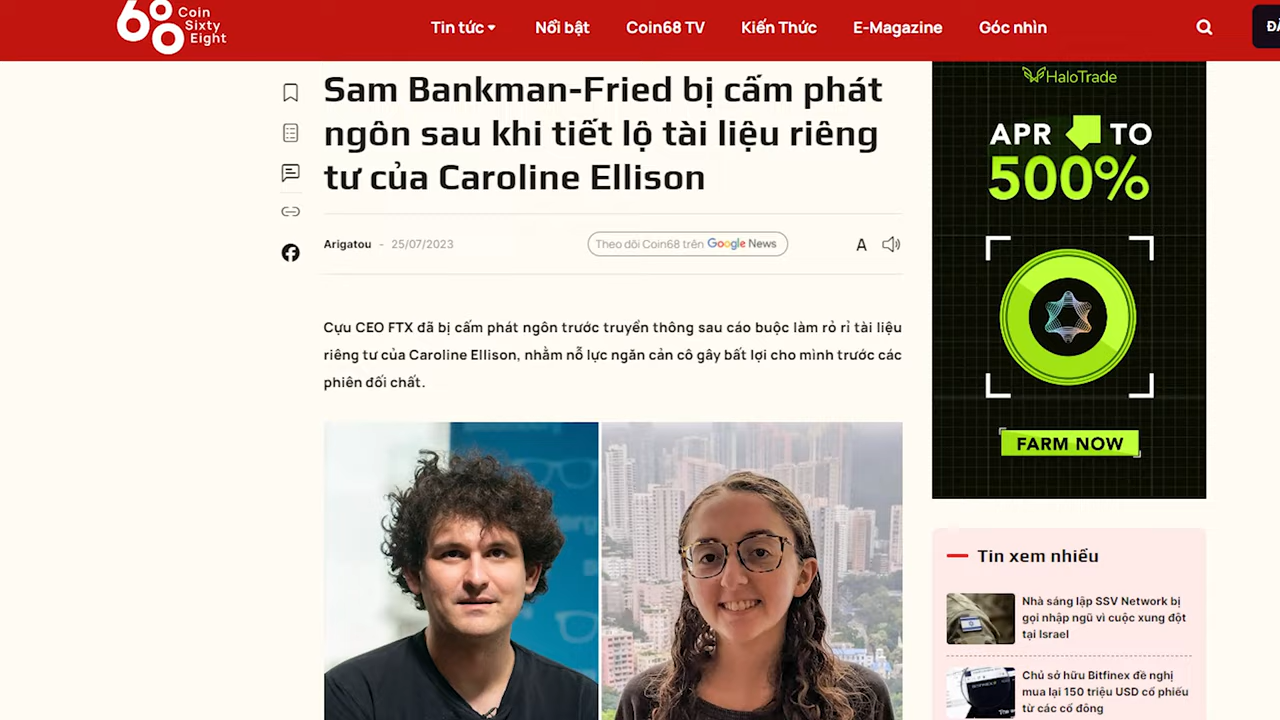 68
Coin
Sixty
Eight
Tin tức
Nổi bật
Coin68 TV
Kiến Thức
E-Magazine
Góc nhìn
Sam Bankman-Fried bị cấm phát
ngôn sau khi tiết lộ tài liệu riêng
tư của Caroline Ellison
Arigatou - 25/07/2023
Theo dõi Coin68 trên Google News
A
Cựu CEO FTX đã bị cấm phát ngôn trước truyền thông sau cáo buộc làm rò rỉ tài liệu
riêng tư của Caroline Ellison, nhằm nỗ lực ngăn cản cô gây bất lợi cho mình trước các
phiên đối chất.
HaloTrade
APR TO
500%
FARM NOW
Tin xem nhiều
Nhà sáng lập SSV Network bị
gọi nhập ngũ vì cuộc xung đột
tại Israel
Chủ sở hữu Bitfinex đề nghị
mua lại 150 triệu USD cổ phiếu
từ các cổ đông